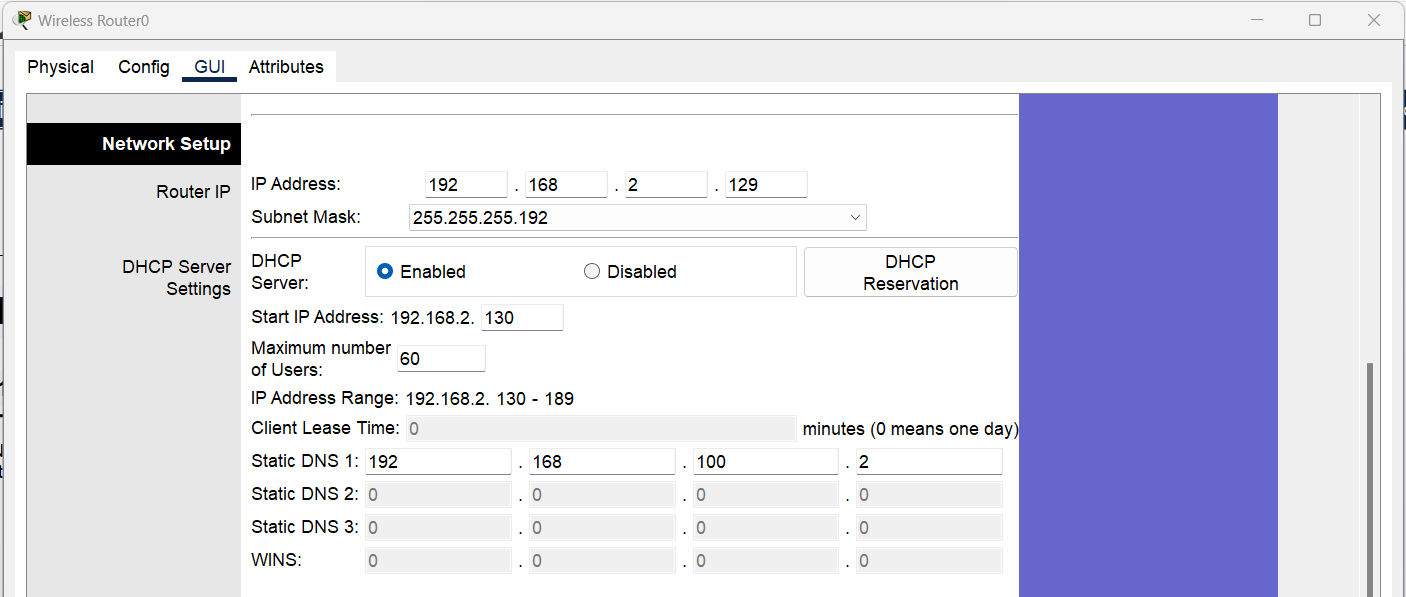 Wireless Router0
Physical Config GUI Attributes
Network Setup
Router IP
IP Address: 192 . 168 . 2 . 129
Subnet Mask: 255.255.255.192
DHCP Server Settings
DHCP Server: Enabled Disabled DHCP Reservation
Start IP Address: 192.168.2. 130
Maximum number of Users: 60
IP Address Range: 192.168.2. 130 - 189
Client Lease Time: 0 minutes (0 means one day)
Static DNS 1: 192 . 168 . 100 . 2
Static DNS 2: 0 . 0 . 0 . 0
Static DNS 3: 0 . 0 . 0 . 0
WINS: 0 . 0 . 0 . 0